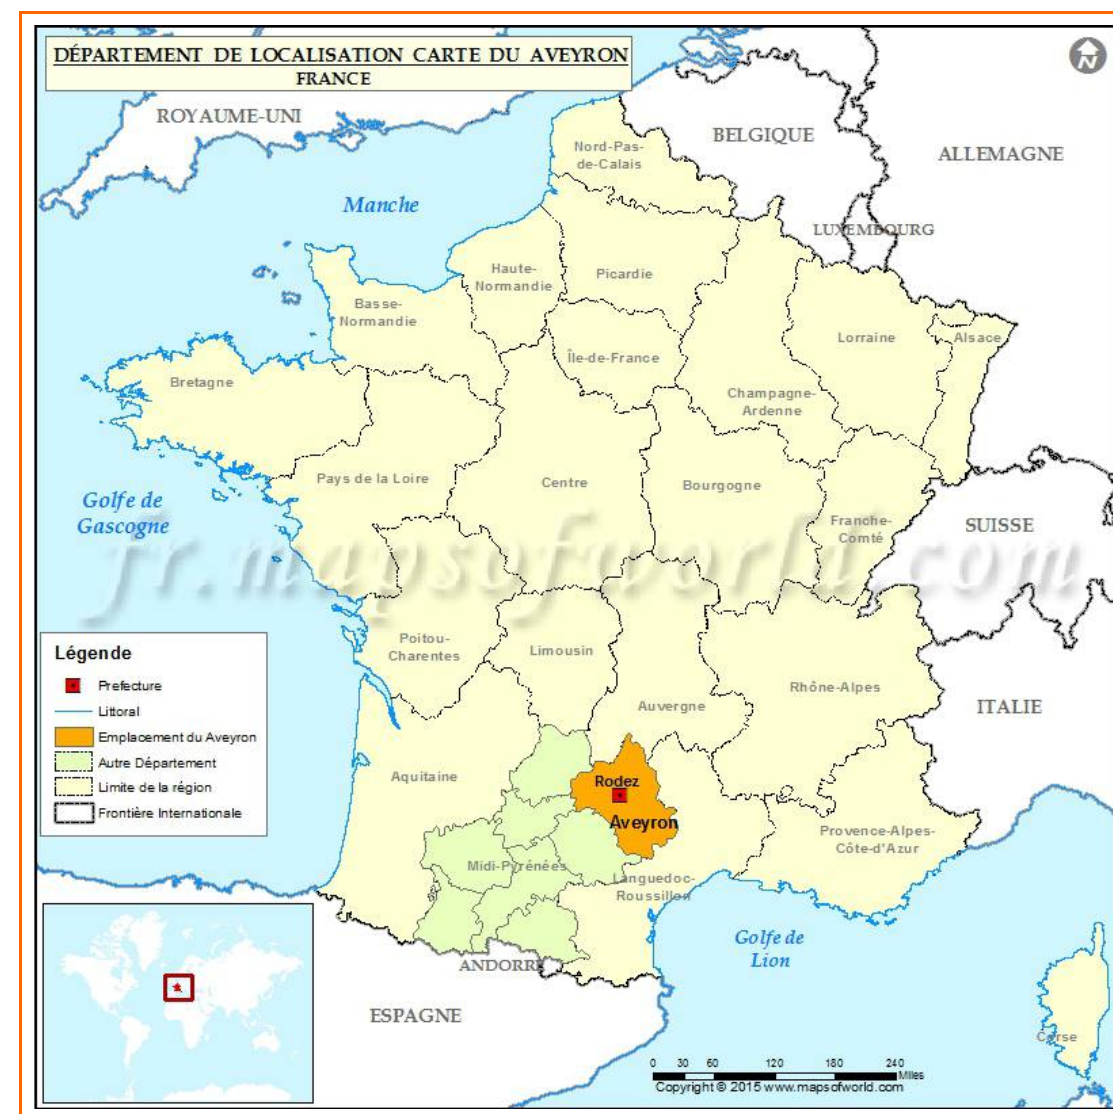 DÉPARTEMENT DE LOCALISATION CARTE DU AVEYRON
FRANCE
N
ROYAUME-UNI
BELGIQUE
ALLEMAGNE
Nord-Pas-
de-Calais
Manche
LUXEMBOURG
Haute-
Normandie
Picardie
Basse-
Normandie
Île-de-France
Lorraine
Alsace
Bretagne
Champagne-
Ardenne
Pays de la Loire
Centre
Bourgogne
Golfe de
Gascogne
Franche-
Comté
SUISSE
fr.mapsofworld.com
Poitou-
Charentes
Limousin
Rhône-Alpes
Auvergne
ITALIE
Légende
Prefecture
Littoral
Emplacement du Aveyron
Autre Département
Limite de la région
Frontière Internationale
Aquitaine
Rodez
Aveyron
Provence-Alpes-
Côte-d'Azur
Midi-Pyrénées
Languedoc-
Roussillon
Golfe de
Lion
ANDORRE
ESPAGNE
Corse
0 30 60 120 180 240
Miles
Copyright © 2015 www.mapsofworld.com